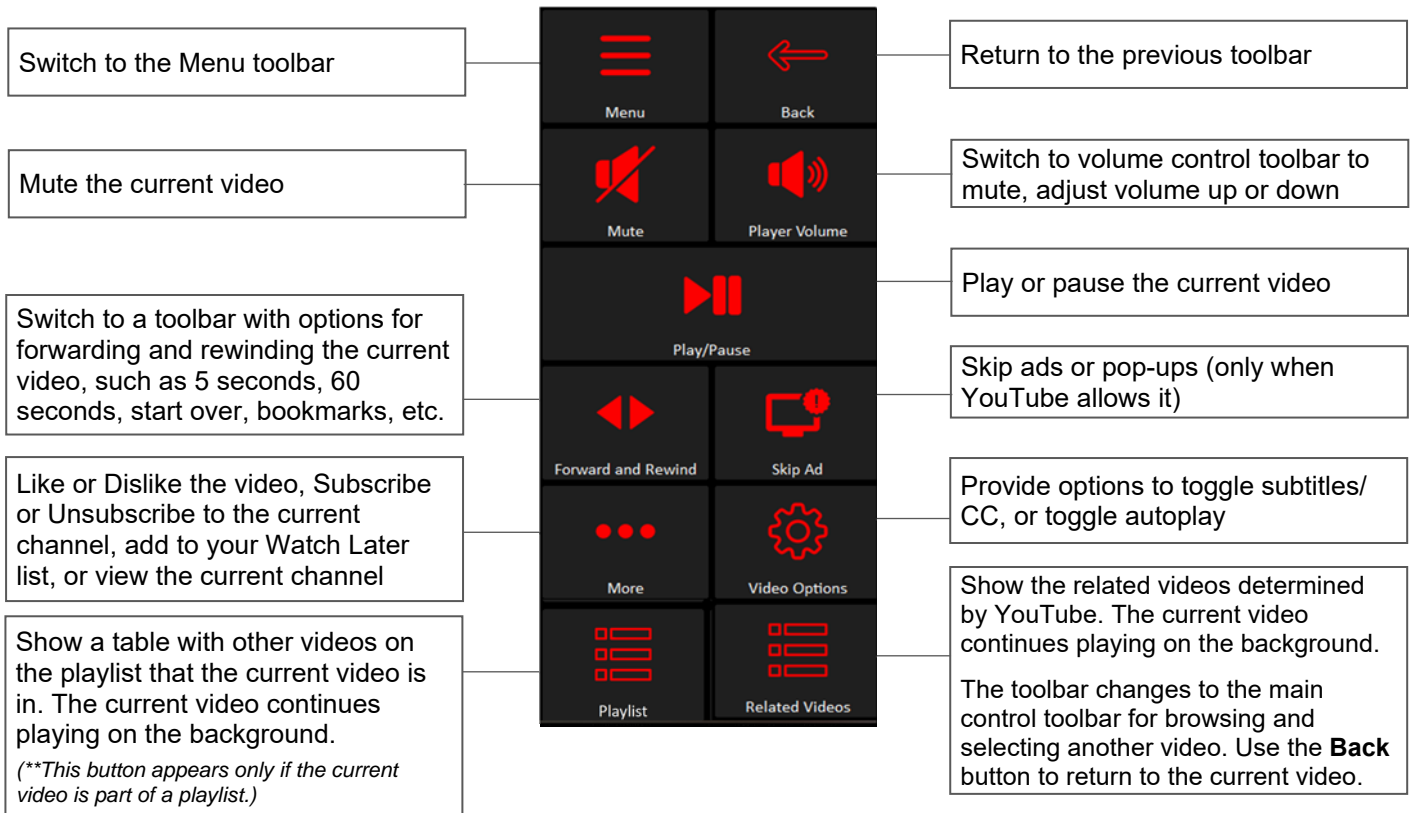 Switch to the Menu toolbar
Mute the current video
Switch to a toolbar with options for
forwarding and rewinding the current
video, such as 5 seconds, 60
seconds, start over, bookmarks, etc.
Like or Dislike the video, Subscribe
or Unsubscribe to the current
channel, add to your Watch Later
list, or view the current channel
Show a table with other videos on
the playlist that the current video is
in. The current video continues
playing on the background.
(**This button appears only if the current
video is part of a playlist.)
Menu
Back
Mute
Player Volume
Play/Pause
Forward and Rewind
Skip Ad
More
Video Options
Playlist
Related Videos
Return to the previous toolbar
Switch to volume control toolbar to
mute, adjust volume up or down
Play or pause the current video
Skip ads or pop-ups (only when
YouTube allows it)
Provide options to toggle subtitles/
CC, or toggle autoplay
Show the related videos determined
by YouTube. The current video
continues playing on the background.
The toolbar changes to the main
control toolbar for browsing and
selecting another video. Use the Back
button to return to the current video.